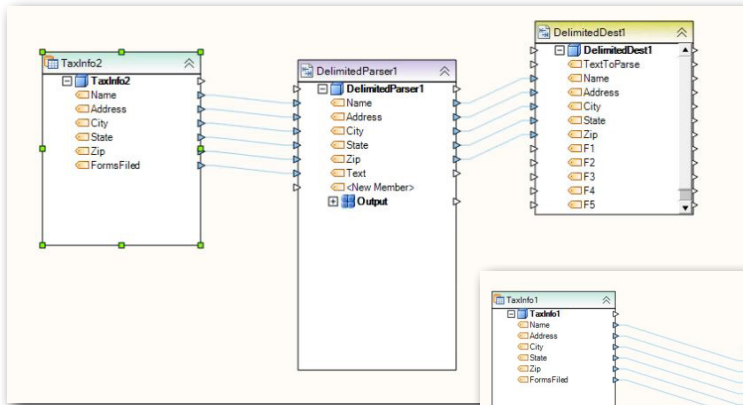 TaxInfo2
TaxInfo2
Name
Address
City
State
Zip
FormsFiled
DelimitedParser1
DelimitedParser1
Name
Address
City
State
Zip
Text
<New Member>
Output
DelimitedDest1
DelimitedDest1
TextToParse
Name
Address
City
State
Zip
F1
F2
F3
F4
F5
TaxInfo1
TaxInfo1
Name
Address
City
State
Zip
FormsFiled